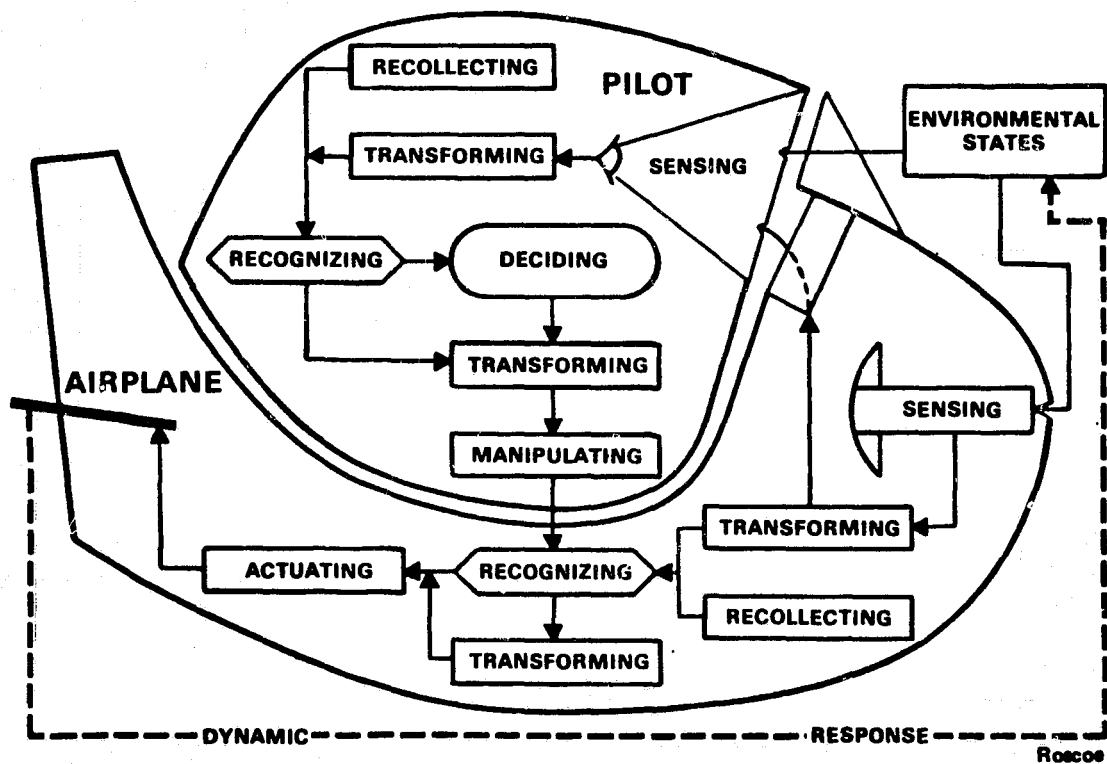 RECOLLECTING
PILOT
ENVIRONMENTAL
STATES
TRANSFORMING
SENSING
RECOGNIZING
DECIDING
TRANSFORMING
AIRPLANE
SENSING
MANIPULATING
TRANSFORMING
ACTUATING
RECOGNIZING
RECOLLECTING
TRANSFORMING
DYNAMIC
RESPONSE
Roscoe